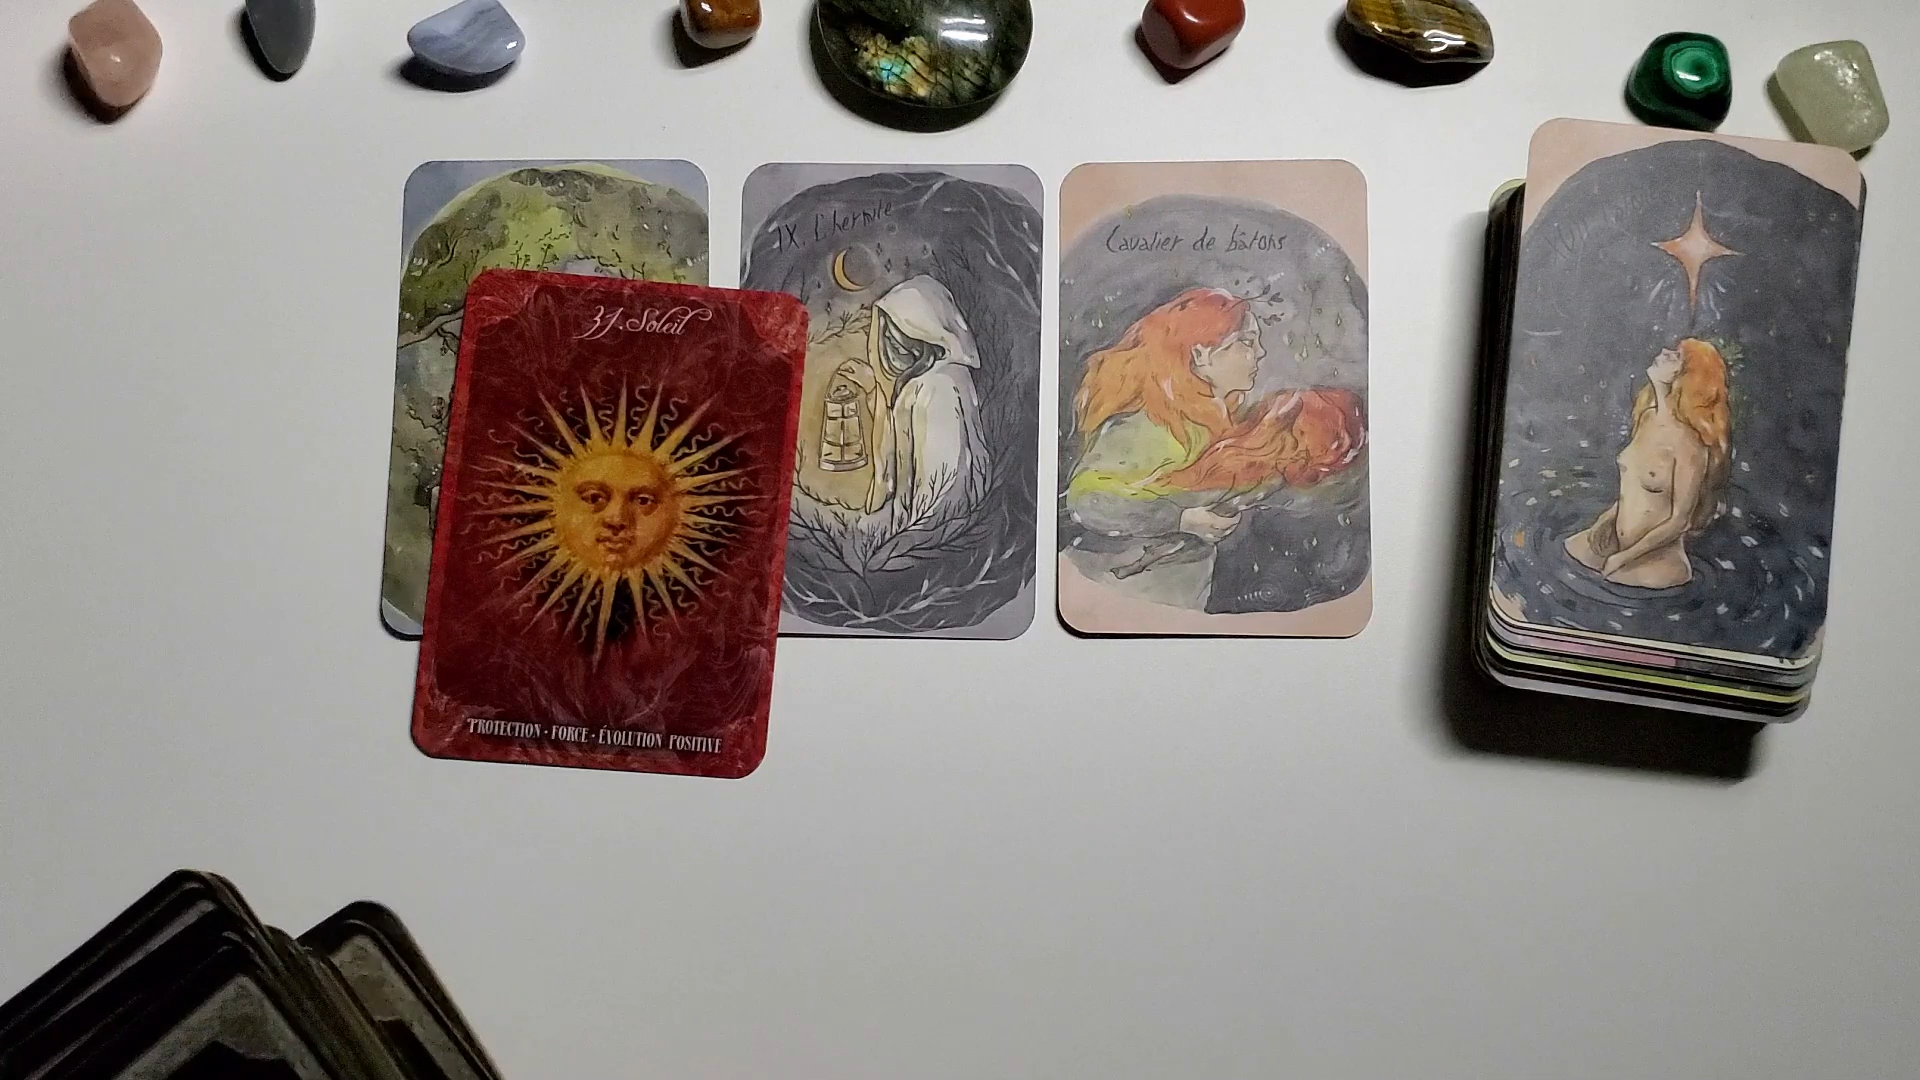 IX. L'hermite
Cavalier de bâtons
31. Soleil
PROTECTION · FORCE · ÉVOLUTION POSITIVE